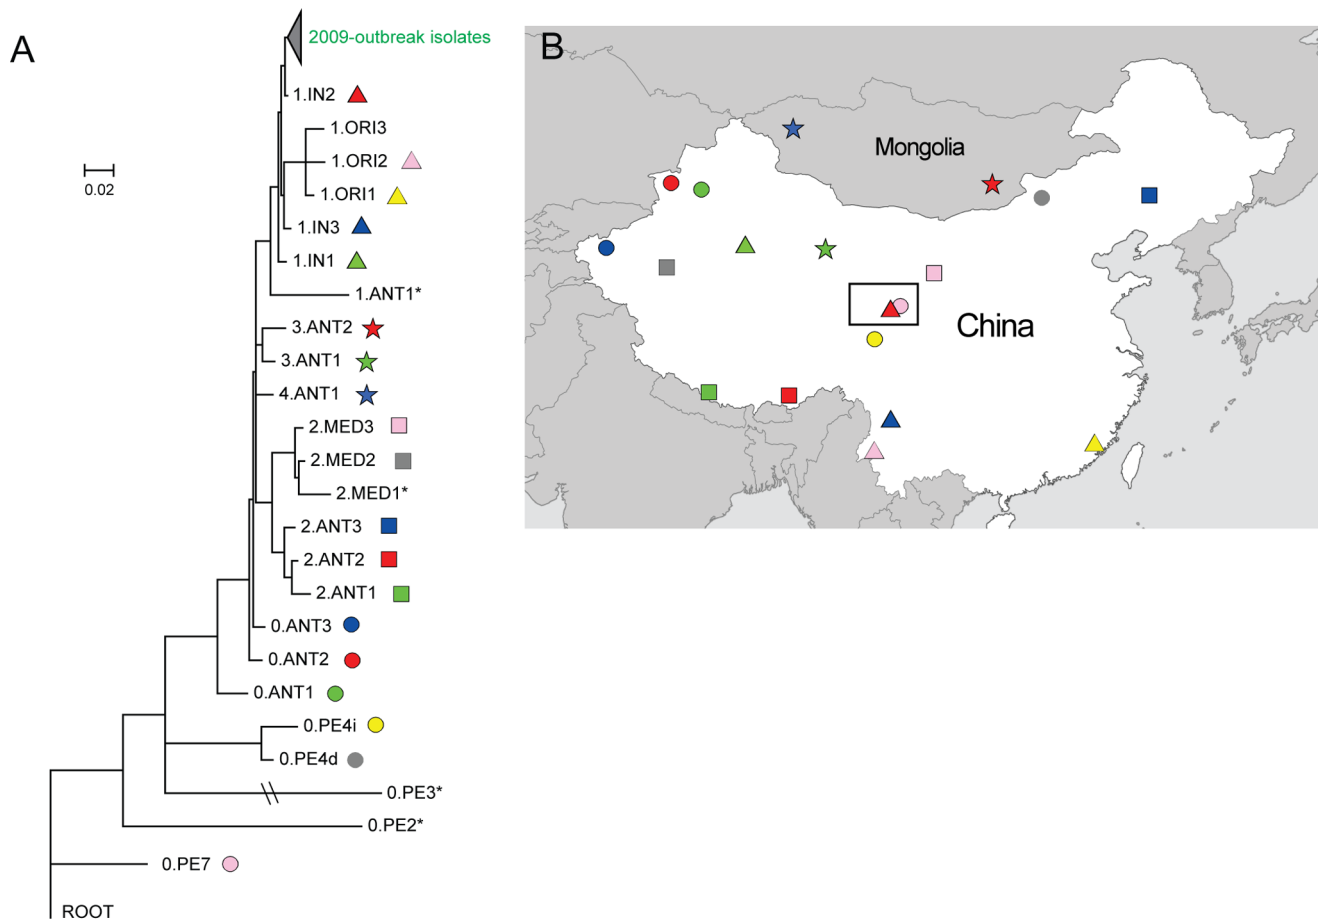 A
2009-outbreak isolates
1.IN2
1.ORI3
1.ORI2
0.02
1.ORI1
1.IN3
1.IN1
1.ANT1*
3.ANT2
3.ANT1
4.ANT1
2.MED3
2.MED2
2.MED1*
2.ANT3
2.ANT2
2.ANT1
0.ANT3
0.ANT2
0.ANT1
0.PE4i
0.PE4d
0.PE3*
0.PE2*
0.PE7
ROOT
B
Mongolia
China